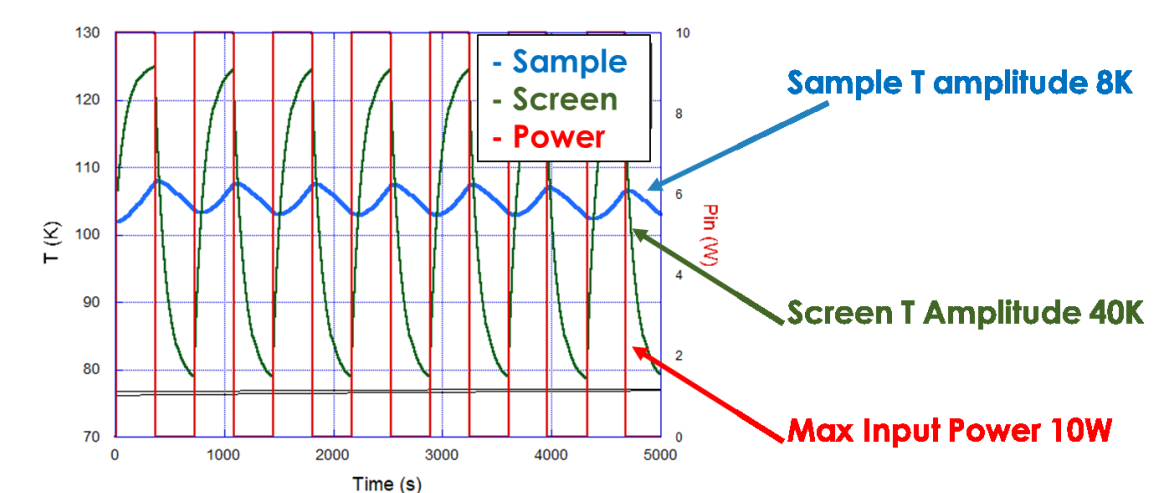 130
120
110
100
90
80
70
T (K)
0
1000
2000
3000
4000
5000
Time (s)
10
8
6
4
2
0
Pin (W)
- Sample
- Screen
- Power
Sample T amplitude 8K
Screen T Amplitude 40K
Max Input Power 10W